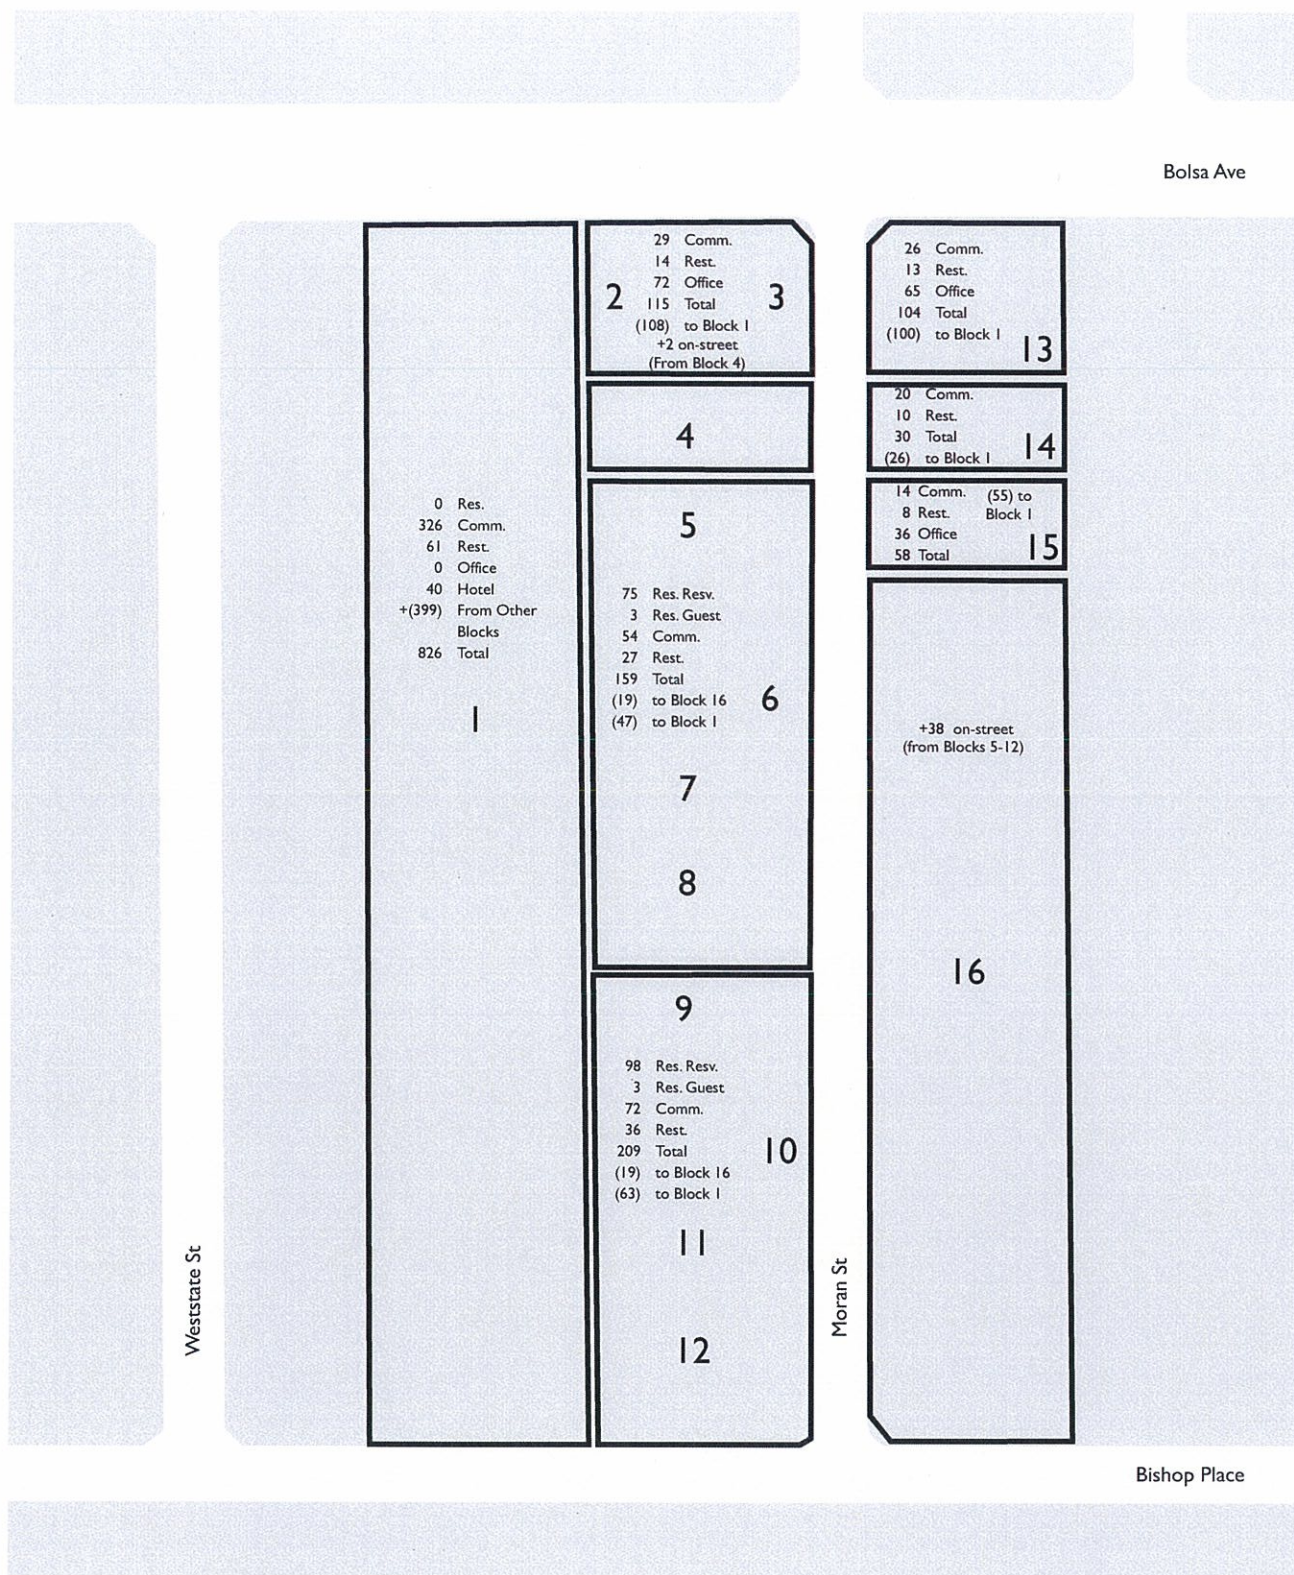 Bolsa Ave
0 Res.
326 Comm.
61 Rest.
0 Office
40 Hotel
+(399) From Other
Blocks
826 Total
1
29 Comm.
14 Rest.
72 Office
2
115 Total
3
(108) to Block 1
+2 on-street
(From Block 4)
4
5
75 Res. Resv.
3 Res. Guest
54 Comm.
27 Rest.
159 Total
(19) to Block 16
6
(47) to Block 1
7
8
9
98 Res. Resv.
3 Res. Guest
72 Comm.
36 Rest.
209 Total
10
(19) to Block 16
(63) to Block 1
11
12
26 Comm.
13 Rest.
65 Office
104 Total
(100) to Block 1
13
20 Comm.
10 Rest.
30 Total
14
(26) to Block 1
14 Comm.
(55) to
8 Rest.
Block 1
36 Office
58 Total
15
+38 on-street
(from Blocks 5-12)
16
Weststate St
Moran St
Bishop Place